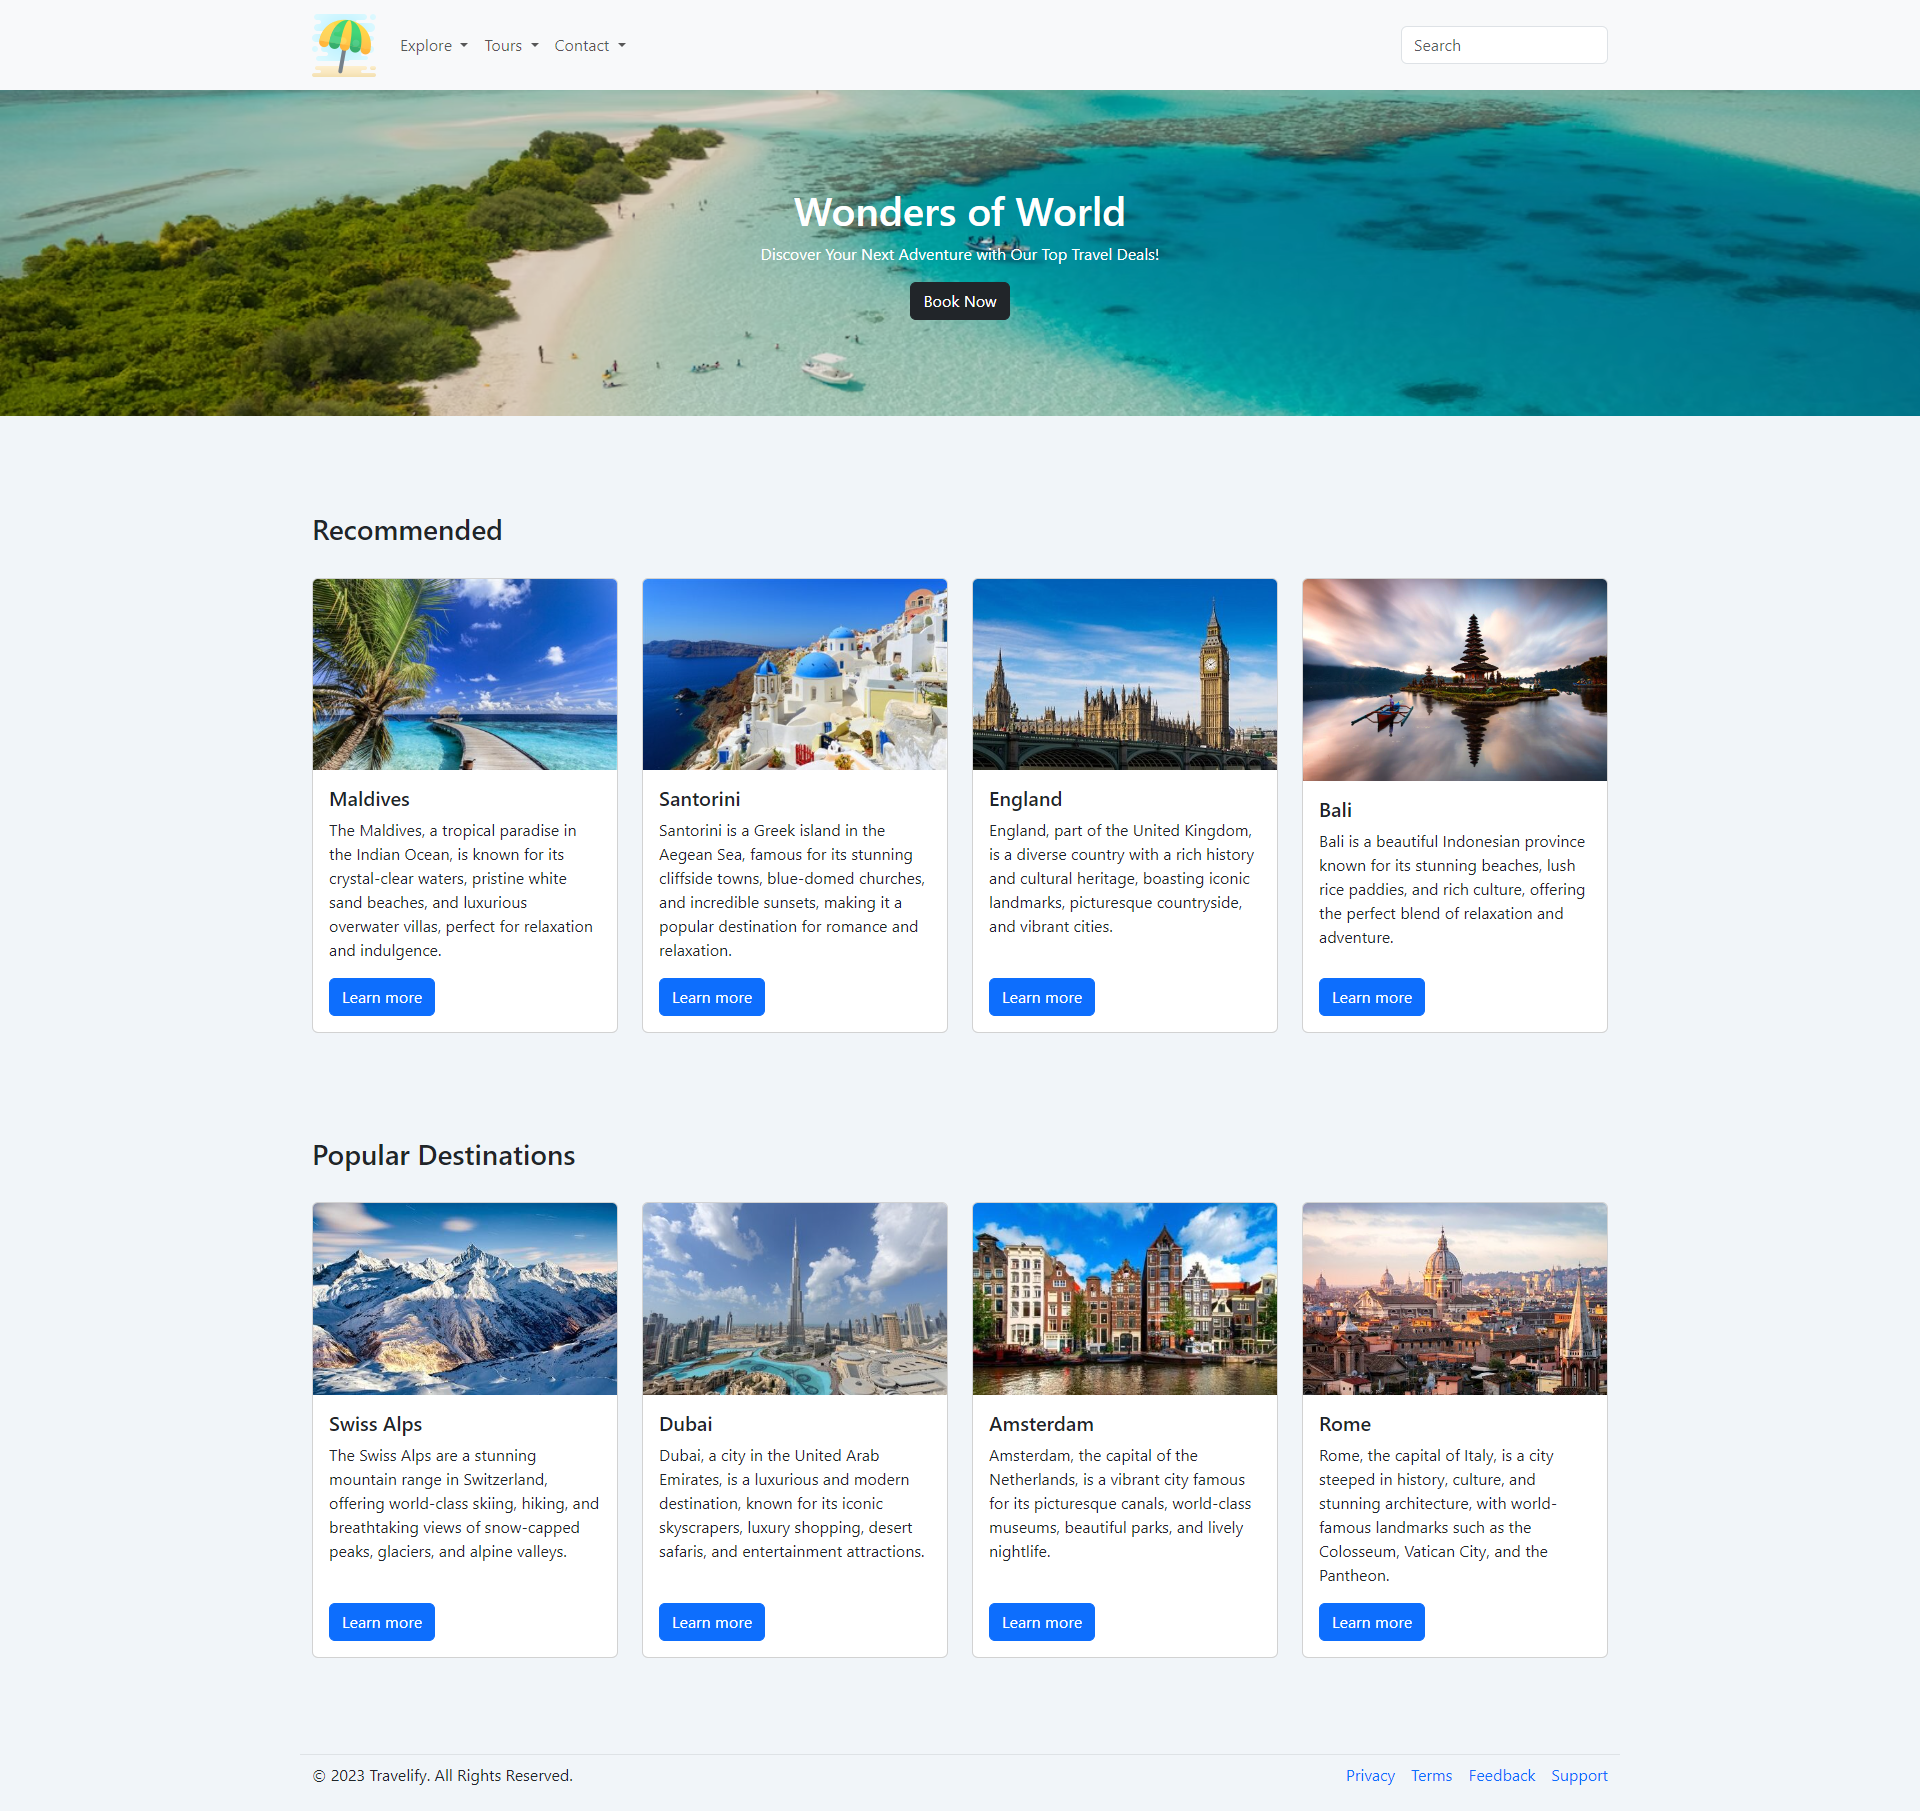 Explore Tours Contact Search
Wonders of World
Discover Your Next Adventure with Our Top Travel Deals!
Book Now
Recommended
Maldives
The Maldives, a tropical paradise in
the Indian Ocean, is known for its
crystal-clear waters, pristine white
sand beaches, and luxurious
overwater villas, perfect for relaxation
and indulgence.
Learn more
Santorini
Santorini is a Greek island in the
Aegean Sea, famous for its stunning
cliffside towns, blue-domed churches,
and incredible sunsets, making it a
popular destination for romance and
relaxation.
Learn more
England
England, part of the United Kingdom,
is a diverse country with a rich history
and cultural heritage, boasting iconic
landmarks, picturesque countryside,
and vibrant cities.
Learn more
Bali
Bali is a beautiful Indonesian province
known for its stunning beaches, lush
rice paddies, and rich culture, offering
the perfect blend of relaxation and
adventure.
Learn more
Popular Destinations
Swiss Alps
The Swiss Alps are a stunning
mountain range in Switzerland,
offering world-class skiing, hiking, and
breathtaking views of snow-capped
peaks, glaciers, and alpine valleys.
Learn more
Dubai
Dubai, a city in the United Arab
Emirates, is a luxurious and modern
destination, known for its iconic
skyscrapers, luxury shopping, desert
safaris, and entertainment attractions.
Learn more
Amsterdam
Amsterdam, the capital of the
Netherlands, is a vibrant city famous
for its picturesque canals, world-class
museums, beautiful parks, and lively
nightlife.
Learn more
Rome
Rome, the capital of Italy, is a city
steeped in history, culture, and
stunning architecture, with world-
famous landmarks such as the
Colosseum, Vatican City, and the
Pantheon.
Learn more
© 2023 Travelify. All Rights Reserved.
Privacy Terms Feedback Support